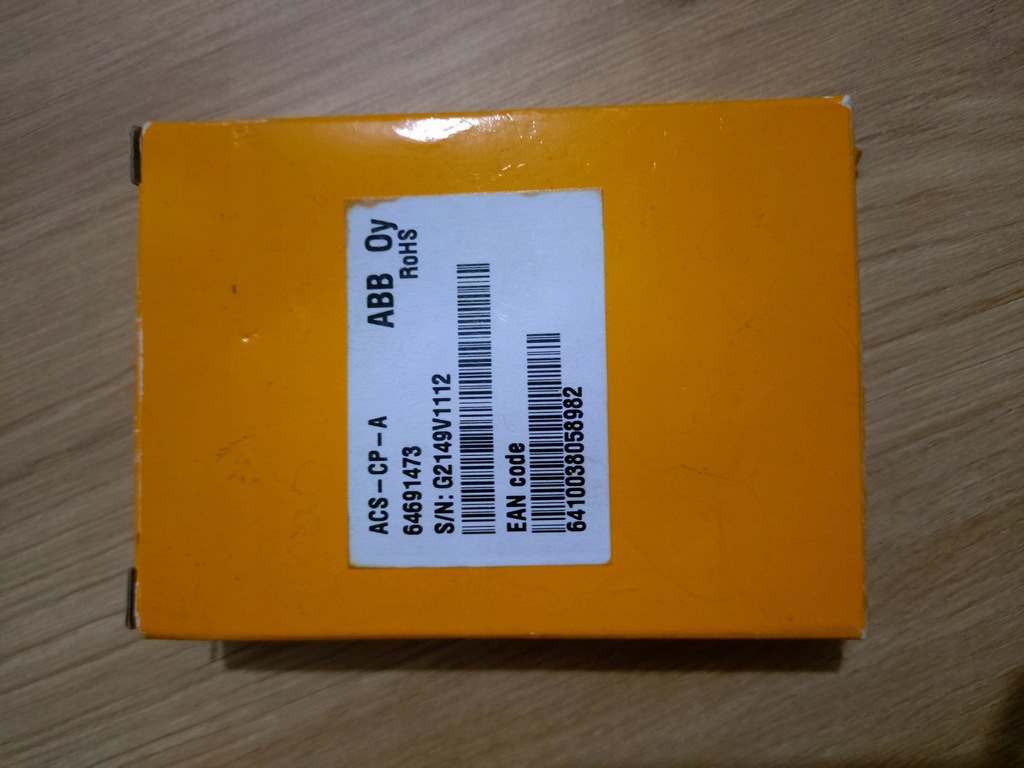 ABB Oy
RoHS
ACS-CP-A
64691473
S/N: G2149V1112
EAN code
6410038058982